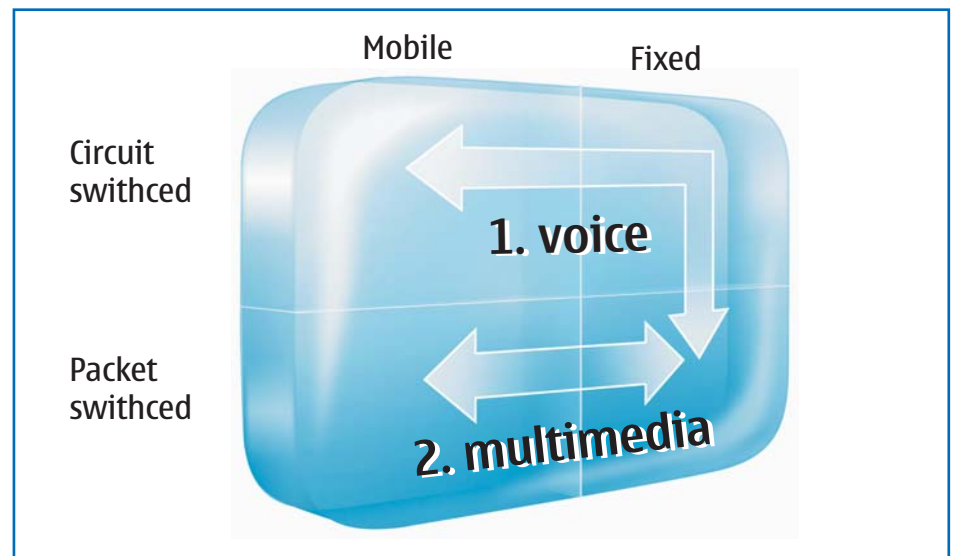 Mobile
Fixed
Circuit
swithced
1. voice
Packet
swithced
2. multimedia